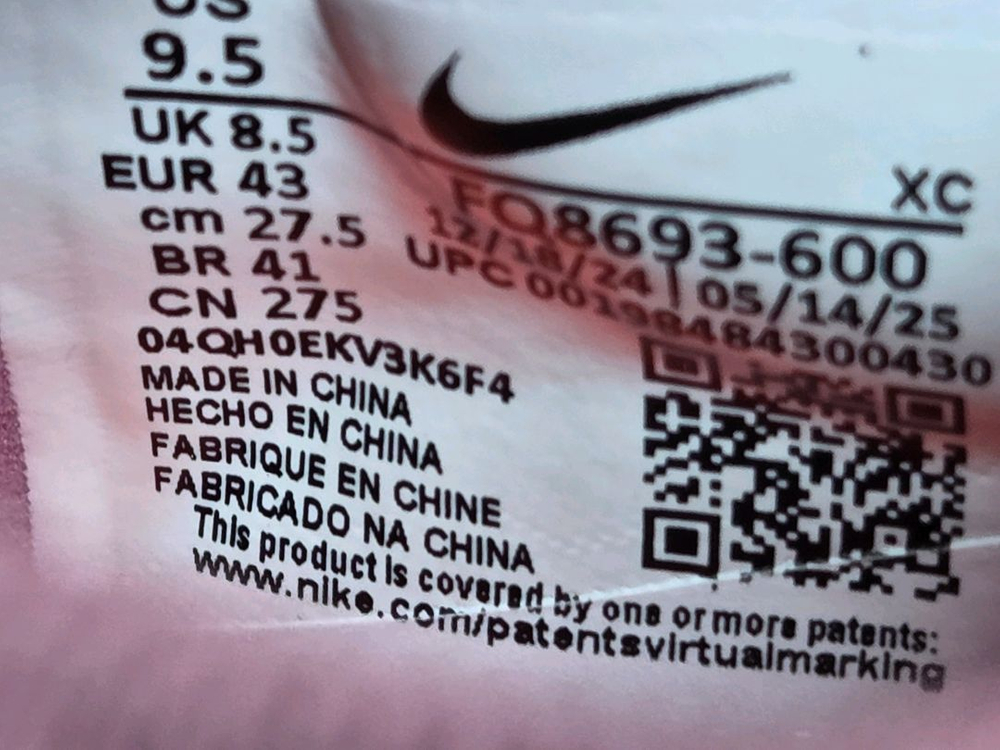 US
9.5
UK 8.5
EUR 43
cm 27.5
BR 41
CN 275
04QH0EKV3K6F4
MADE IN CHINA
HECHO EN CHINA
FABRIQUE EN CHINE
FABRICADO NA CHINA
This product is covered by one or more patents:
www.nike.com/patentsvirtualmarking
XC
FQ8693-600
12/18/24 | 05/14/25
UPC 00198484300430